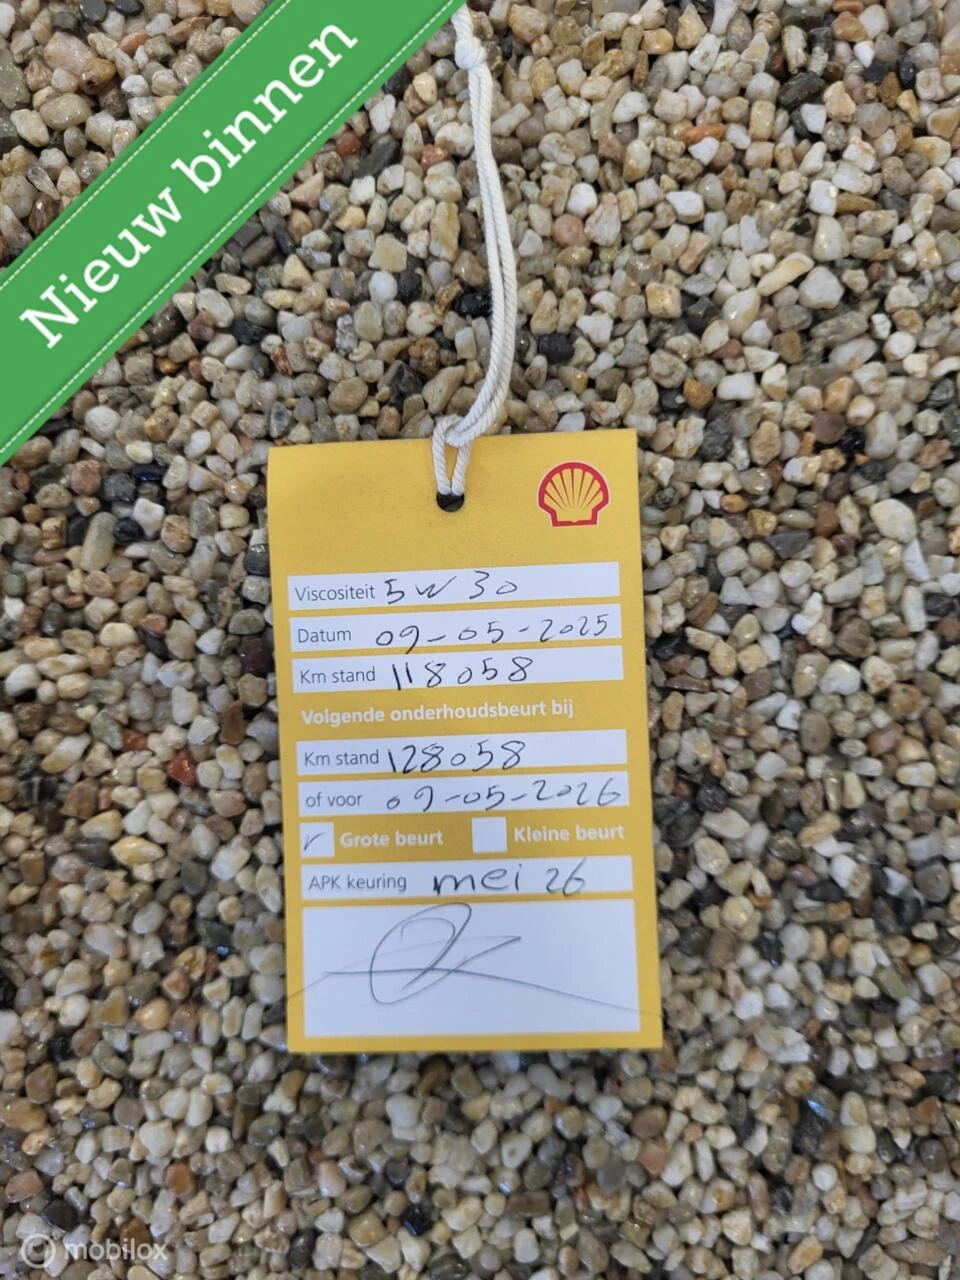 Nieuw binnen
Viscositeit 5W30
Datum 09-05-2025
Km stand 118058
Volgende onderhoudsbeurt bij
Km stand 128058
of voor 09-05-2026
Grote beurt Kleine beurt
APK keuring mei 26
mobilox